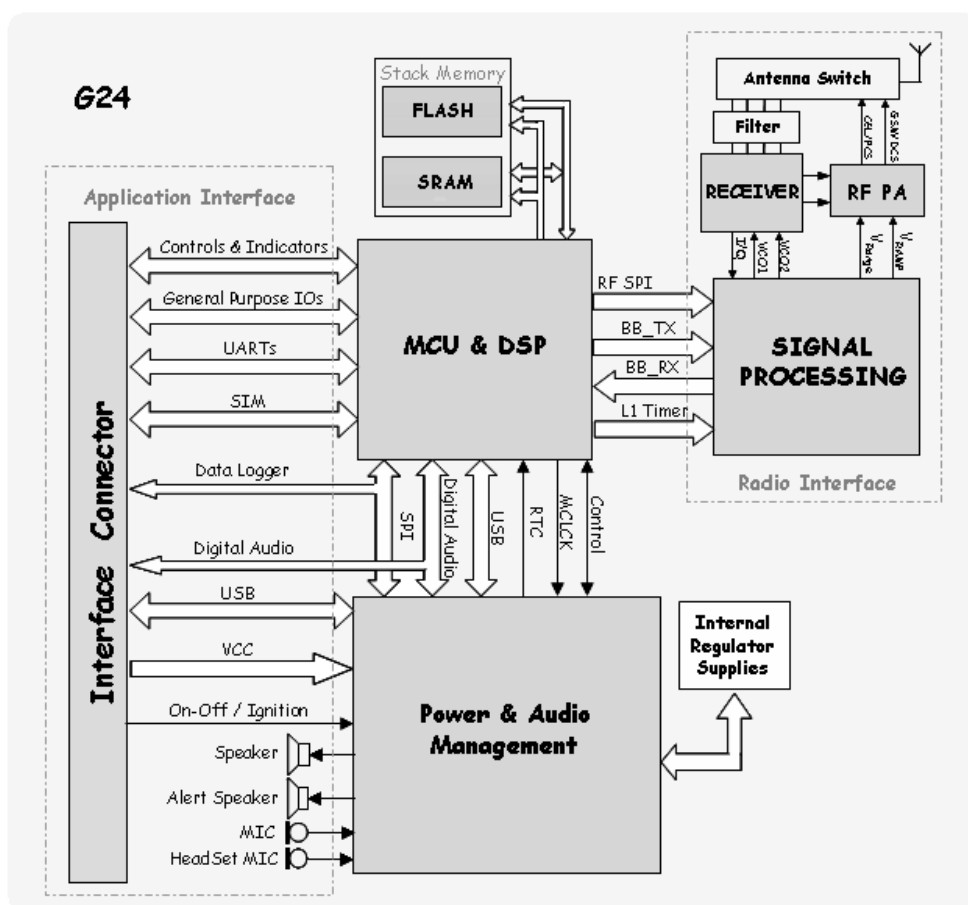 G24
Stack Memory
FLASH
SRAM
Antenna Switch
Filter
CEL/PCS
GSM/DCS
RECEIVER
RF PA
I/Q
VCO1
VCO2
VRange
VRAMP
Application Interface
Interface Connector
Controls & Indicators
General Purpose IOs
UARTs
SIM
Data Logger
Digital Audio
USB
VCC
On-Off / Ignition
Speaker
Alert Speaker
MIC
HeadSet MIC
MCU & DSP
RF SPI
BB_TX
BB_RX
L1 Timer
SIGNAL
PROCESSING
Radio Interface
SPI
Digital Audio
USB
RTC
MCLCK
Control
Power & Audio
Management
Internal
Regulator
Supplies